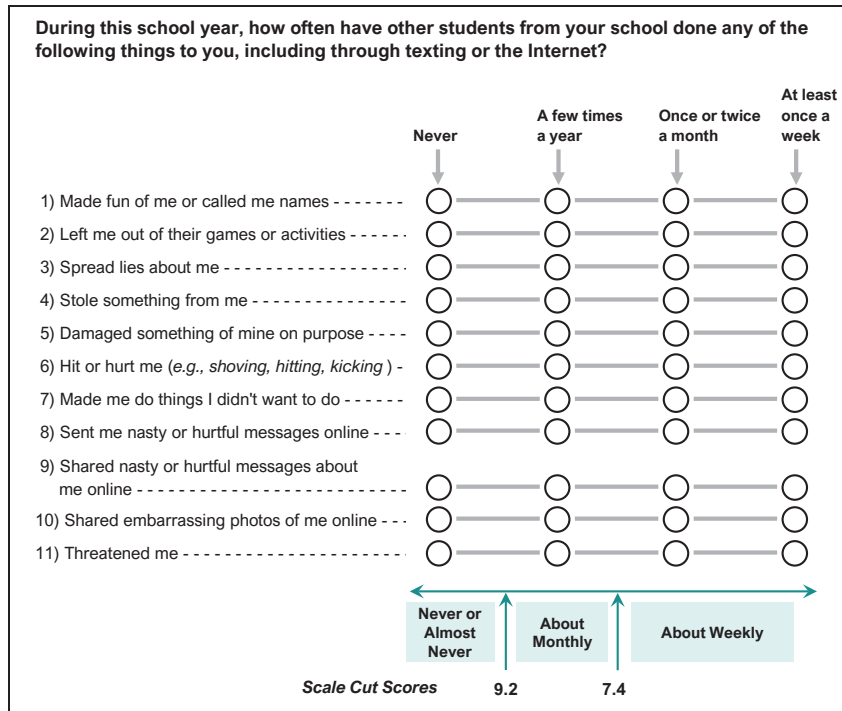 During this school year, how often have other students from your school done any of the
following things to you, including through texting or the Internet?
Never
A few times
a year
Once or twice
a month
At least
once a
week
1) Made fun of me or called me names - - - - - - -
2) Left me out of their games or activities - - - - - -
3) Spread lies about me - - - - - - - - - - - - - - - - - -
4) Stole something from me - - - - - - - - - - - - - - -
5) Damaged something of mine on purpose - - - -
6) Hit or hurt me (e.g., shoving, hitting, kicking ) -
7) Made me do things I didn't want to do - - - - - -
8) Sent me nasty or hurtful messages online - - -
9) Shared nasty or hurtful messages about
me online - - - - - - - - - - - - - - - - - - - - - - - - - -
10) Shared embarrassing photos of me online - - -
11) Threatened me - - - - - - - - - - - - - - - - - - - - - -
Never or
Almost
Never
About
Monthly
About Weekly
Scale Cut Scores 9.2 7.4